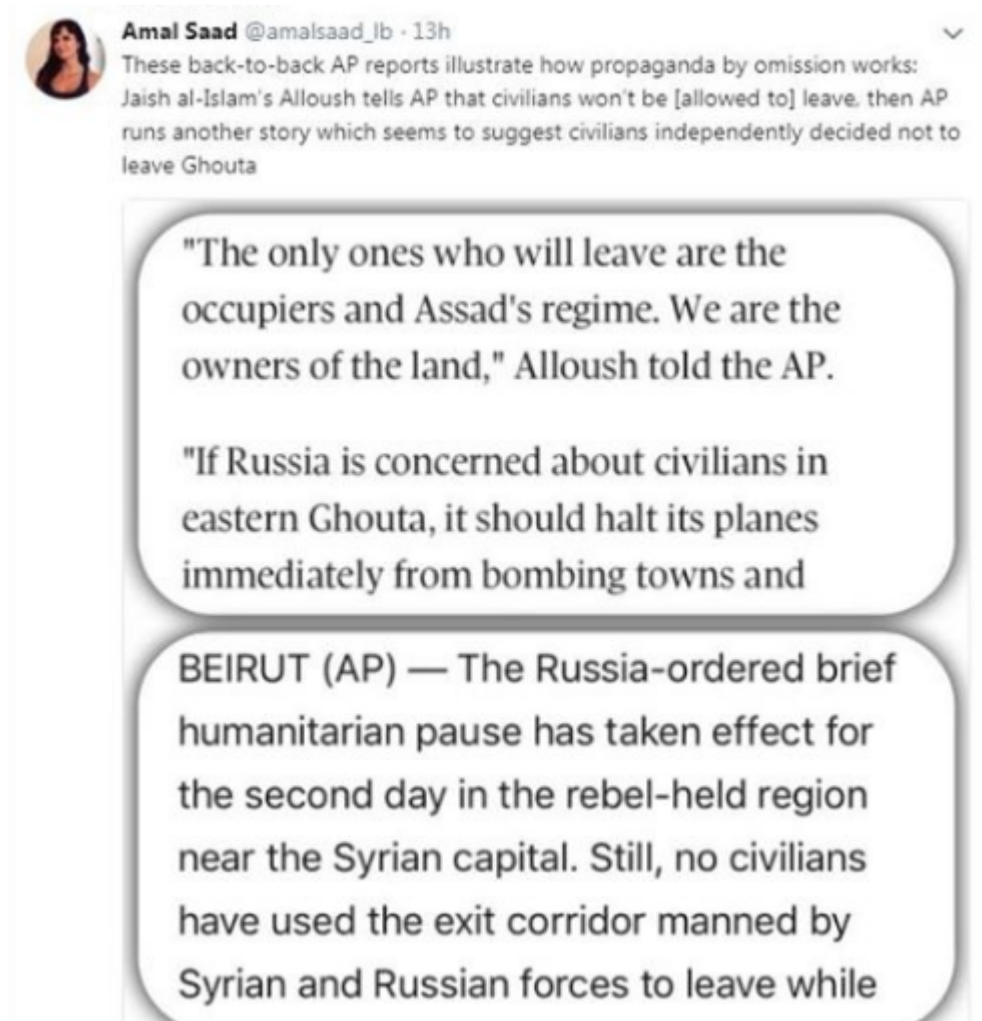 Amal Saad @amalsaad_lb · 13h
These back-to-back AP reports illustrate how propaganda by omission works:
Jaish al-Islam's Alloush tells AP that civilians won't be [allowed to] leave, then AP
runs another story which seems to suggest civilians independently decided not to
leave Ghouta
"The only ones who will leave are the
occupiers and Assad's regime. We are the
owners of the land," Alloush told the AP.
"If Russia is concerned about civilians in
eastern Ghouta, it should halt its planes
immediately from bombing towns and
BEIRUT (AP) — The Russia-ordered brief
humanitarian pause has taken effect for
the second day in the rebel-held region
near the Syrian capital. Still, no civilians
have used the exit corridor manned by
Syrian and Russian forces to leave while